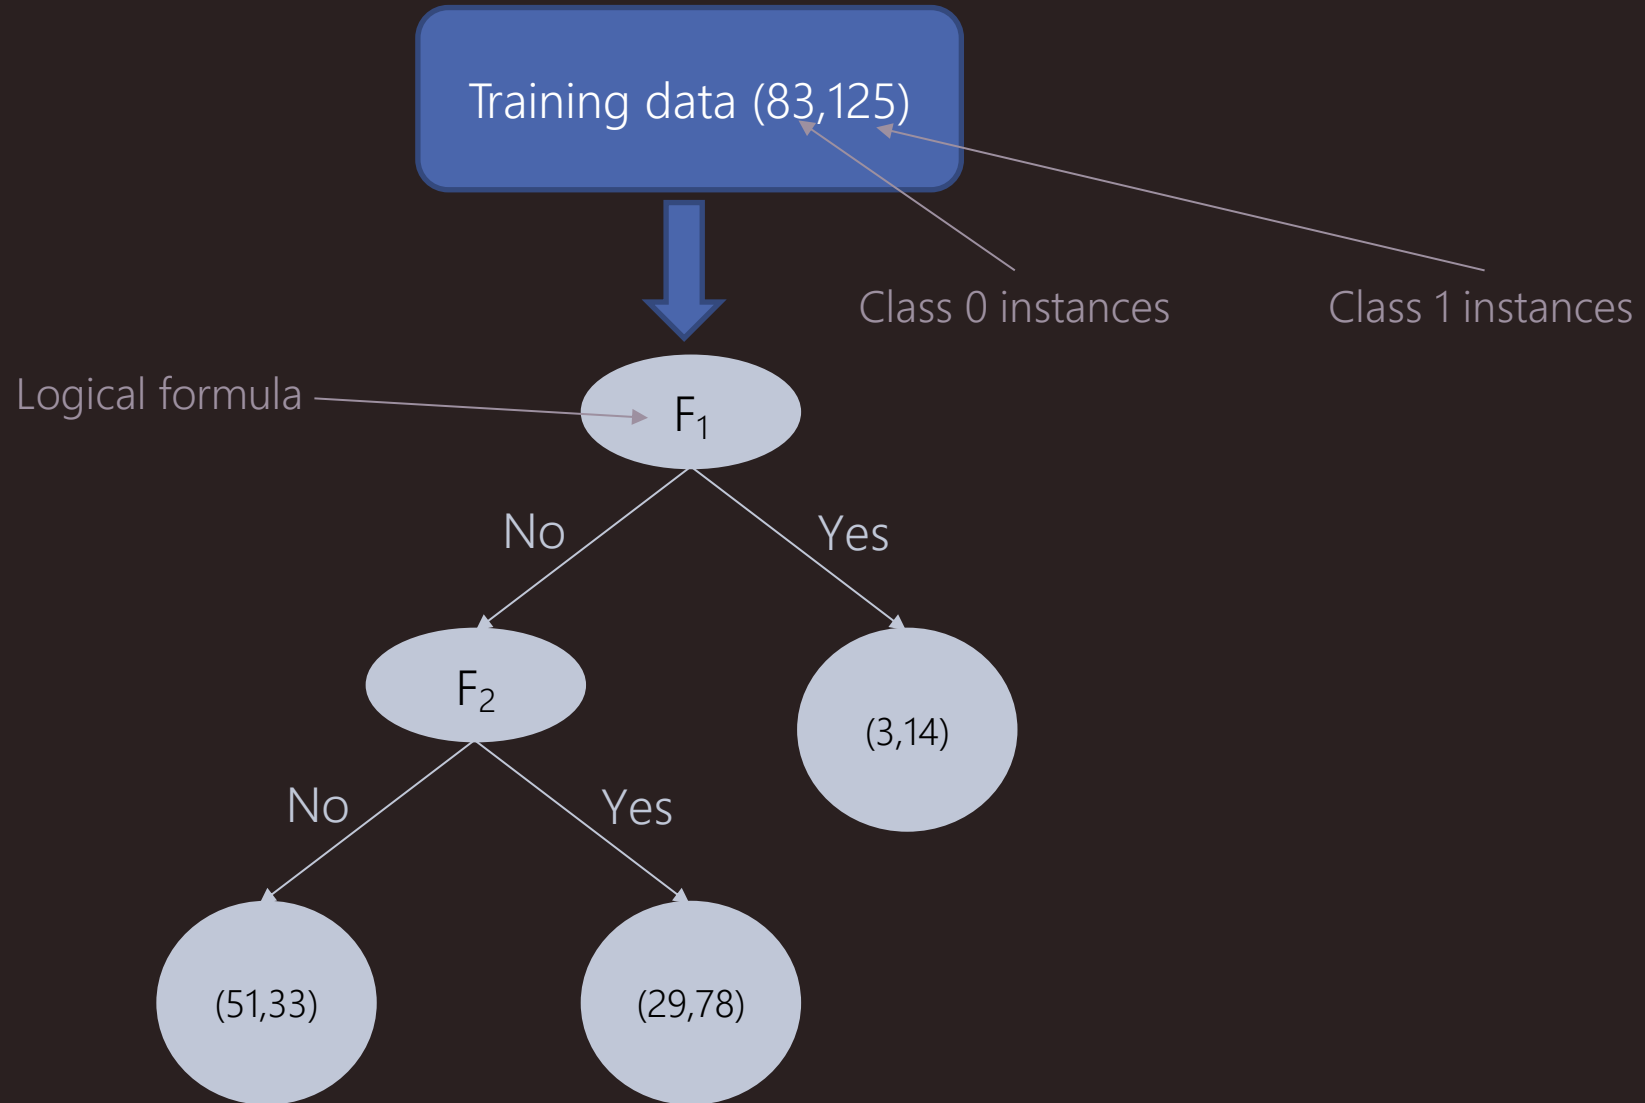 Training data (83,125)
Class 0 instances
Class 1 instances
Logical formula
F₁
No
Yes
F₂
(3,14)
No
Yes
(51,33)
(29,78)